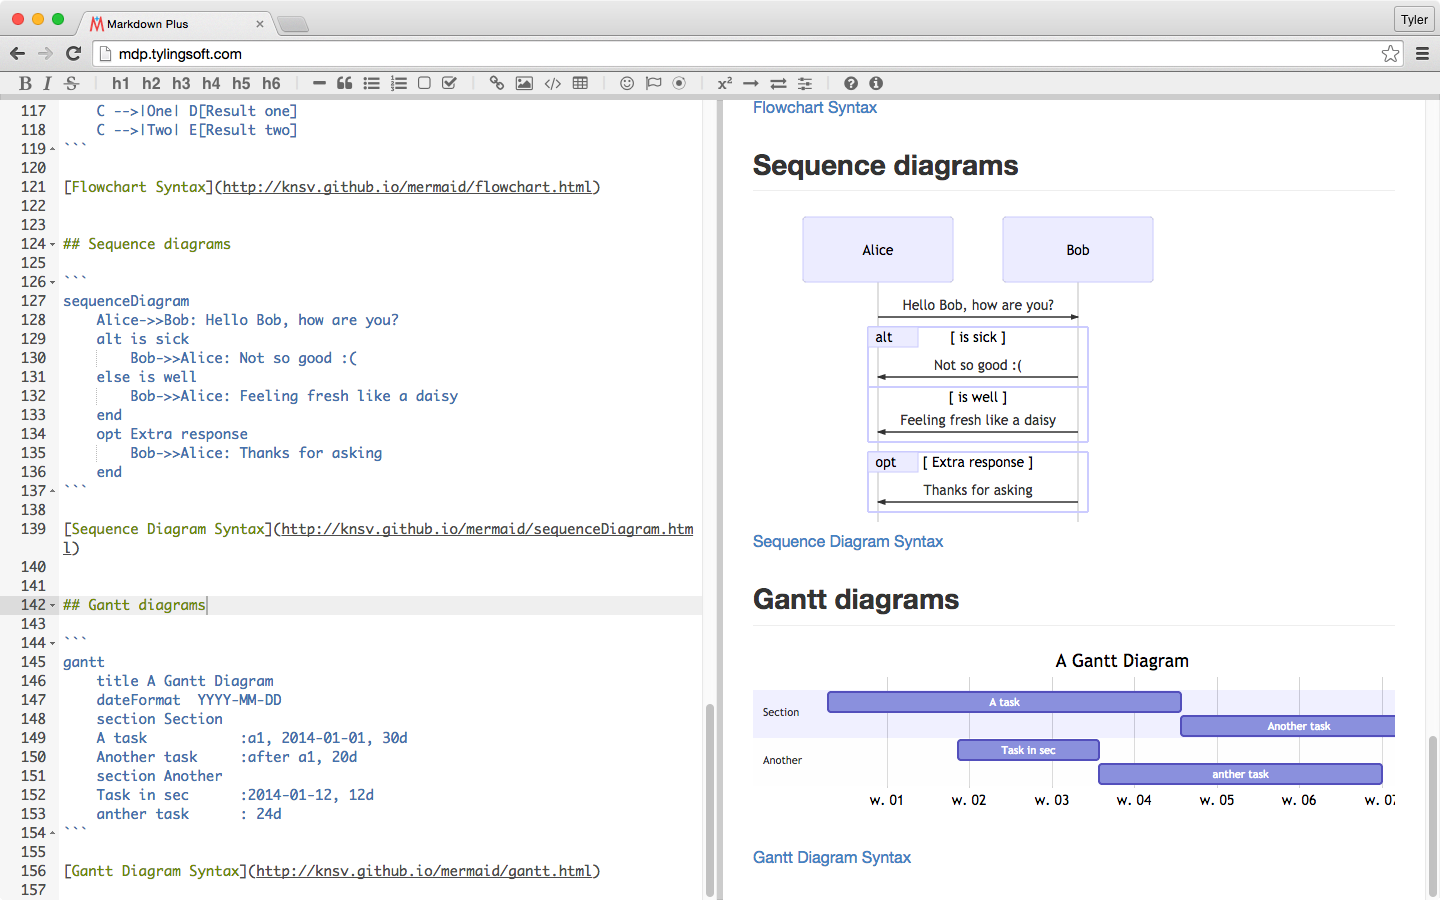 Markdown Plus
Tyler
mdp.tylingsoft.com
B I S h1 h2 h3 h4 h5 h6 x²
117     C -->|One| D[Result one]
118     C -->|Two| E[Result two]
119 ```
120
121 [Flowchart Syntax](http://knsv.github.io/mermaid/flowchart.html)
122
123
124 ## Sequence diagrams
125
126 ```
127 sequenceDiagram
128     Alice->>Bob: Hello Bob, how are you?
129     alt is sick
130         Bob->>Alice: Not so good :(
131     else is well
132         Bob->>Alice: Feeling fresh like a daisy
133     end
134     opt Extra response
135         Bob->>Alice: Thanks for asking
136     end
137 ```
138
139 [Sequence Diagram Syntax](http://knsv.github.io/mermaid/sequenceDiagram.htm
l)
140
141
142 ## Gantt diagrams
143
144 ```
145 gantt
146     title A Gantt Diagram
147     dateFormat  YYYY-MM-DD
148     section Section
149     A task           :a1, 2014-01-01, 30d
150     Another task     :after a1, 20d
151     section Another
152     Task in sec      :2014-01-12, 12d
153     anther task      : 24d
154 ```
155
156 [Gantt Diagram Syntax](http://knsv.github.io/mermaid/gantt.html)
157
Flowchart Syntax
Sequence diagrams
Alice Bob
Hello Bob, how are you?
alt [ is sick ]
Not so good :(
[ is well ]
Feeling fresh like a daisy
opt [ Extra response ]
Thanks for asking
Sequence Diagram Syntax
Gantt diagrams
A Gantt Diagram
A task
Section
Another task
Task in sec
Another
anther task
w. 01 w. 02 w. 03 w. 04 w. 05 w. 06 w. 07
Gantt Diagram Syntax